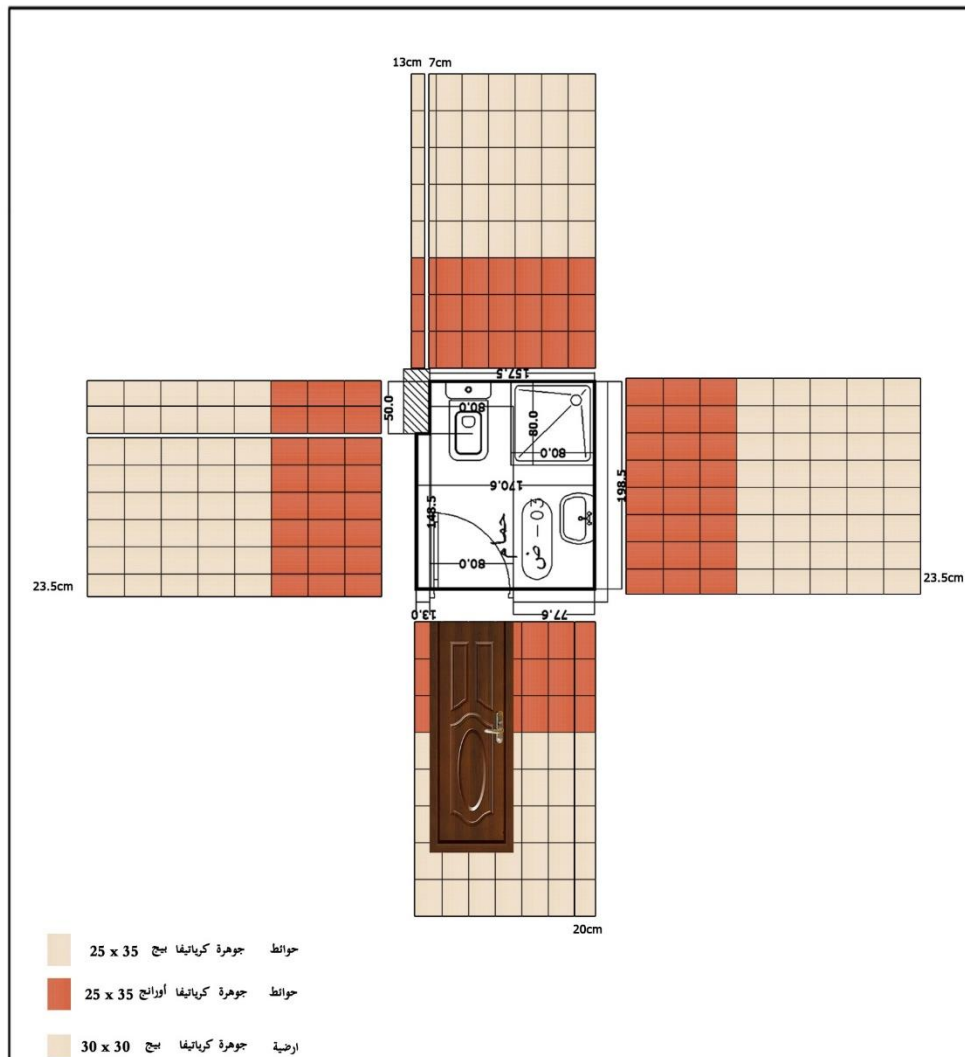 13cm 7cm
157.5
50.0
80.0
80.0
80.0
170.6
198.5
148.5
حمام
ض - 03
80.0
23.5cm
23.5cm
13.0
77.6
20cm
حوائط جوهرة كرياتيفا بيج 25 x 35
حوائط جوهرة كرياتيفا أورانج 25 x 35
ارضية جوهرة كرياتيفا بيج 30 x 30